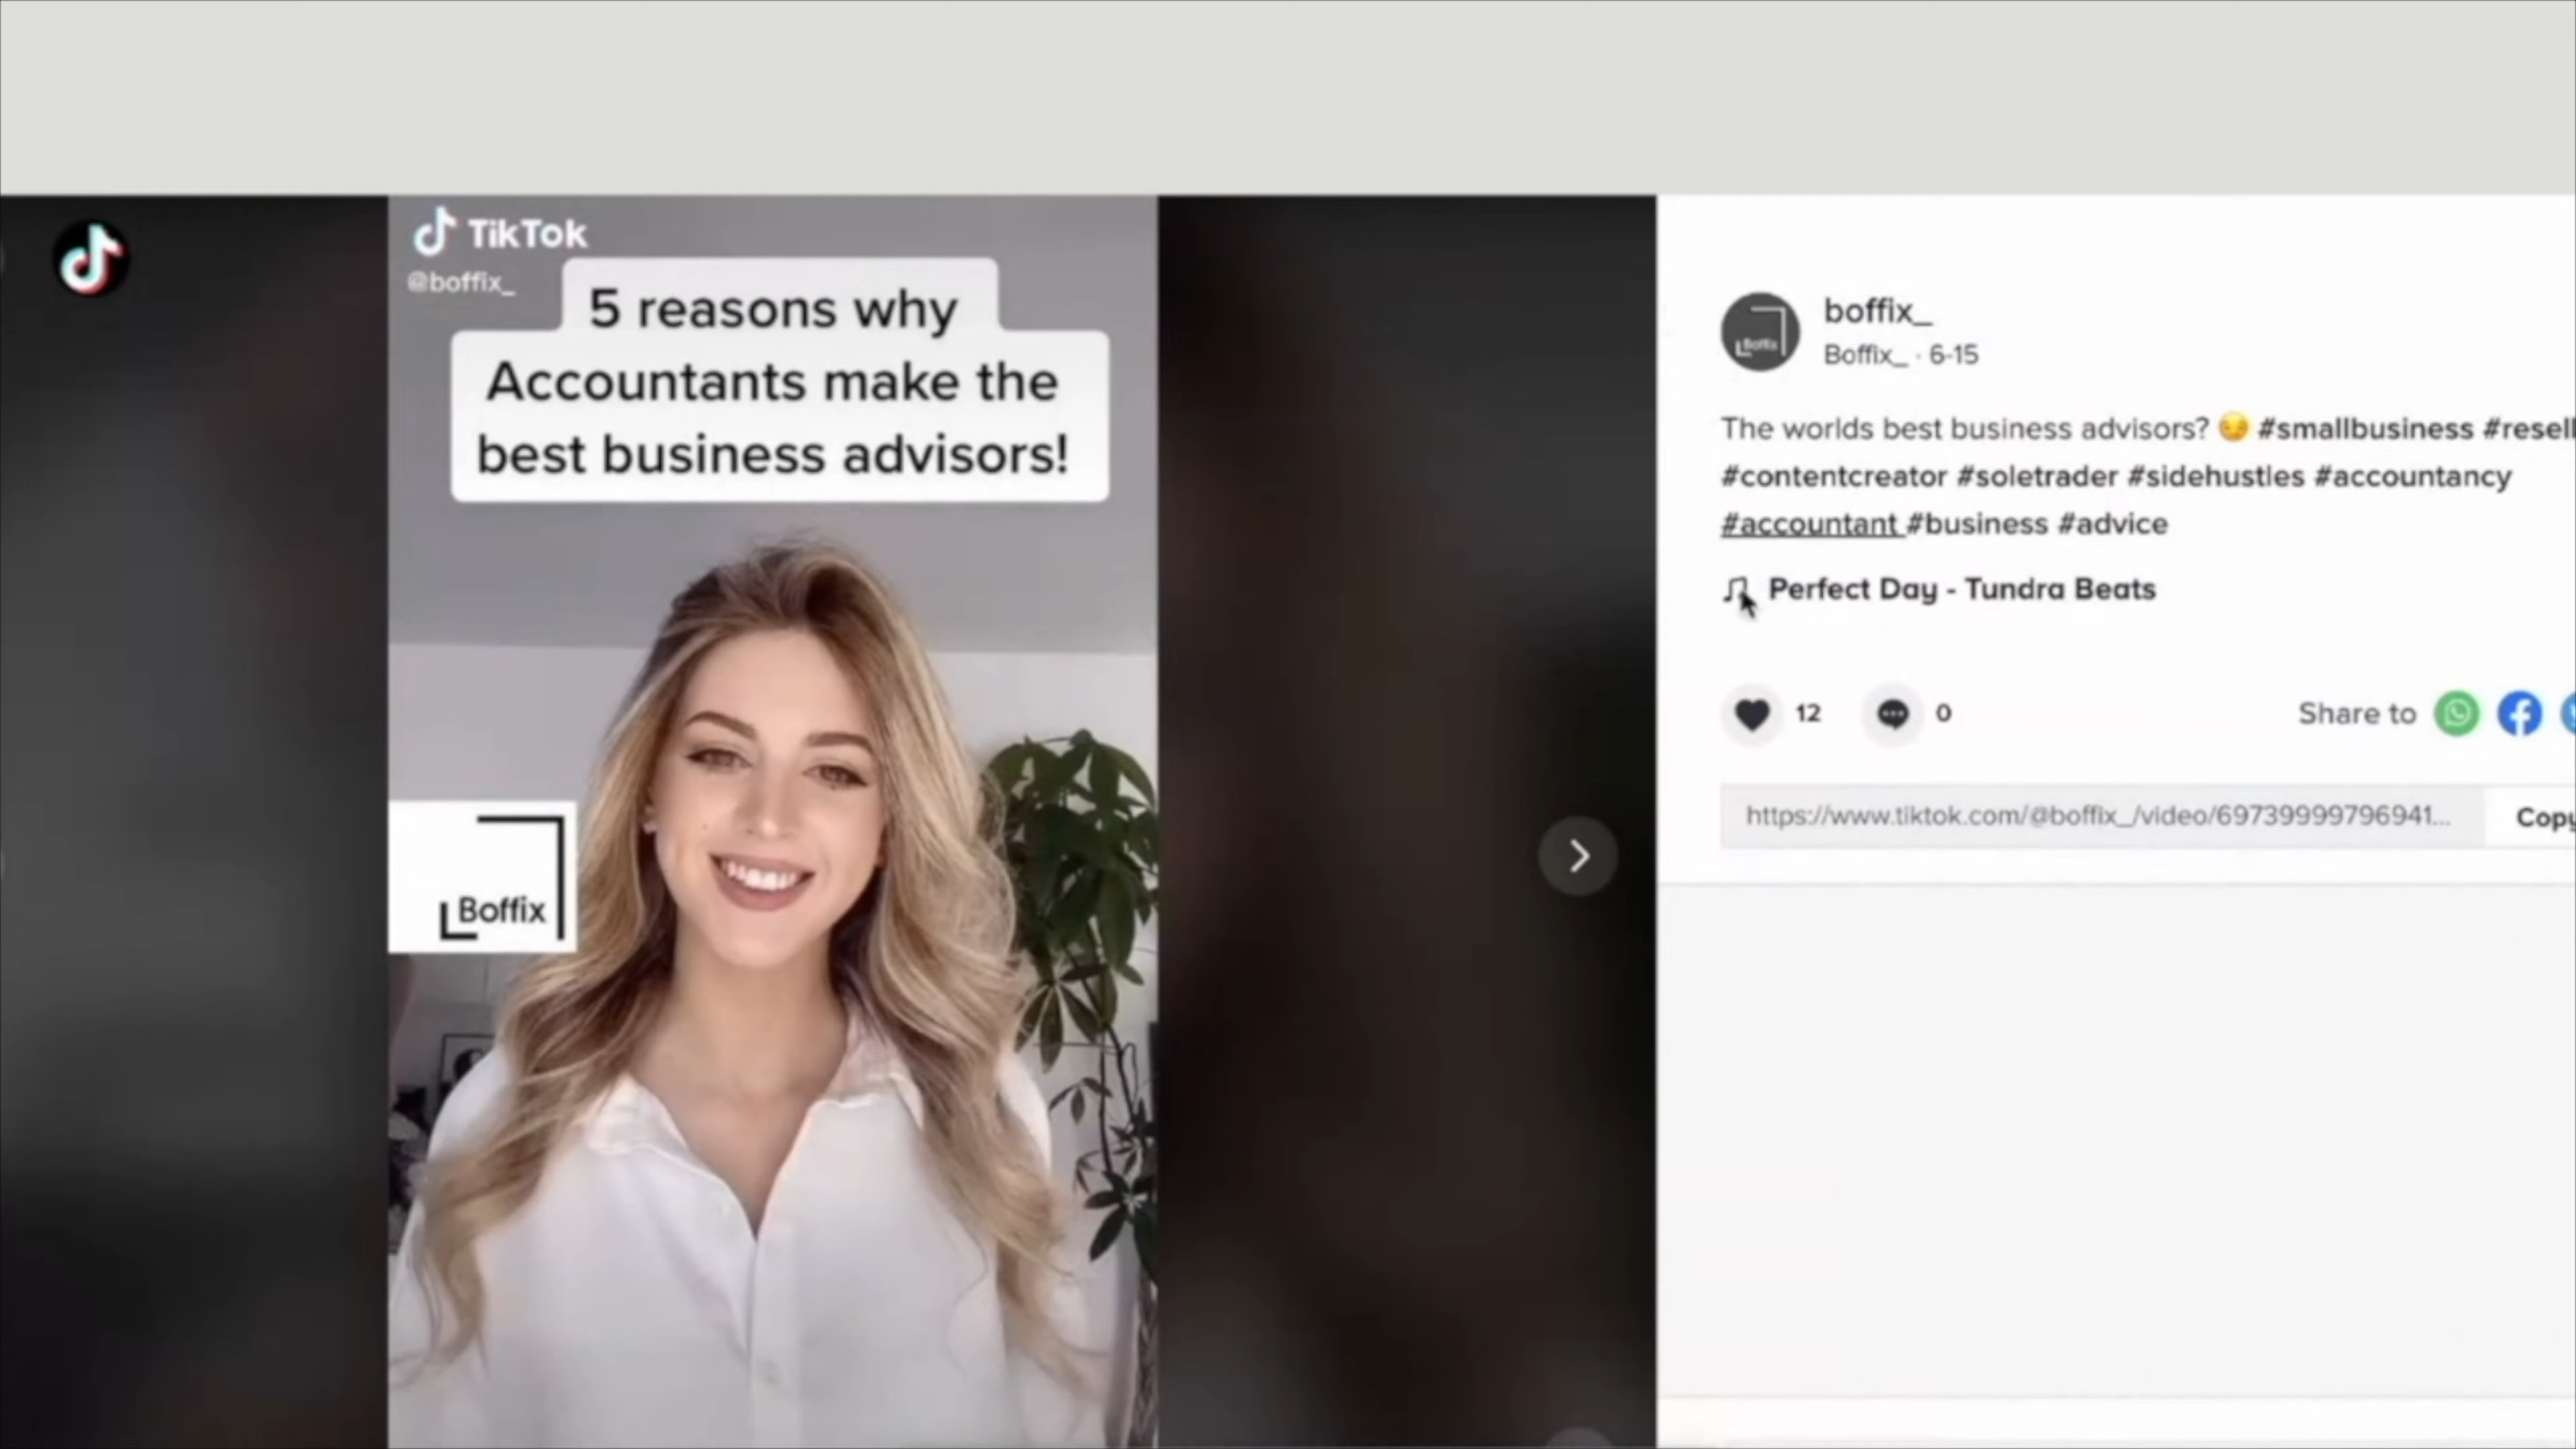 TikTok
@boffix_
5 reasons why
Accountants make the
best business advisors!
Boffix
Boffix
boffix_
Boffix_ · 6-15
The worlds best business advisors? 😏 #smallbusiness #resell
#contentcreator #soletrader #sidehustles #accountancy
#accountant #business #advice
Perfect Day - Tundra Beats
12
0
Share to
https://www.tiktok.com/@boffix_/video/69739999796941...
Copy